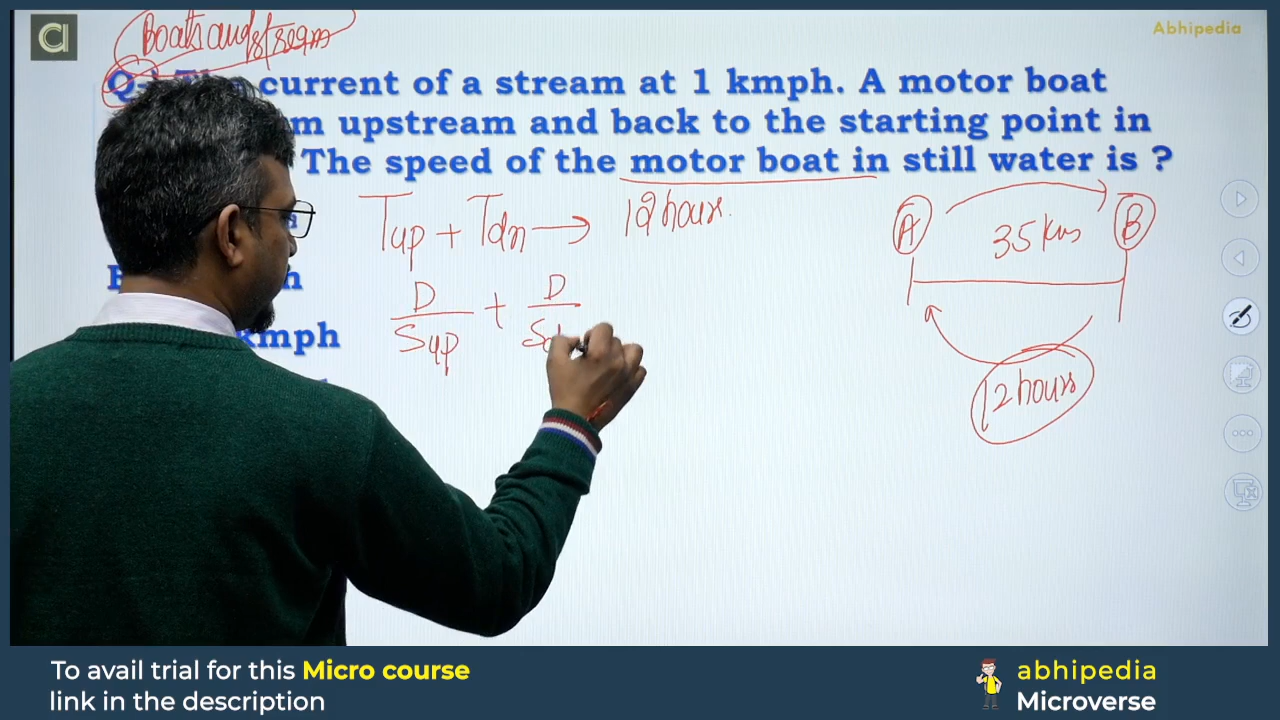 Abhipedia
Boats and stream
current of a stream at 1 kmph. A motor boat
m upstream and back to the starting point in
The speed of the motor boat in still water is ?
Tup + Tdn → 12 hours.
A 35 Kms B
D + D
Sup
kmph
12 hours
To avail trial for this Micro course
link in the description
abhipedia
Microverse